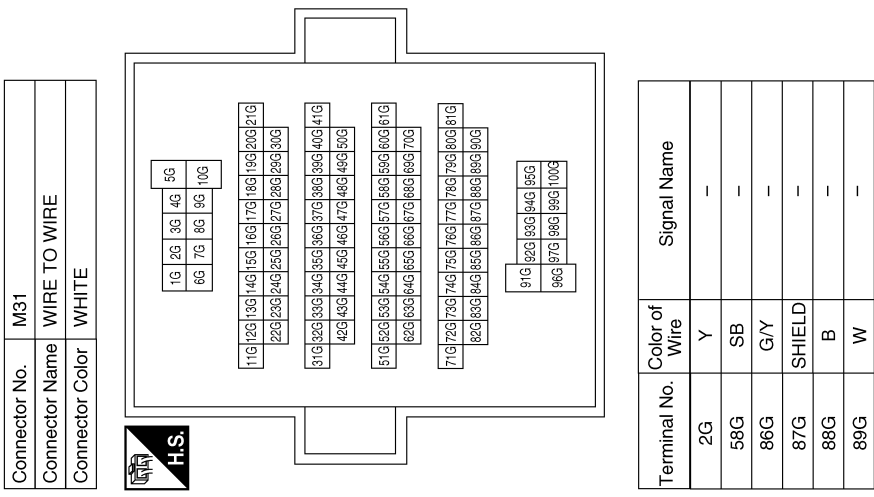 Connector No. M31
Connector Name WIRE TO WIRE
Connector Color WHITE
H.S.
1G 2G 3G 4G 5G
6G 7G 8G 9G 10G
11G 12G 13G 14G 15G 16G 17G 18G 19G 20G 21G
22G 23G 24G 25G 26G 27G 28G 29G 30G
31G 32G 33G 34G 35G 36G 37G 38G 39G 40G 41G
42G 43G 44G 45G 46G 47G 48G 49G 50G
51G 52G 53G 54G 55G 56G 57G 58G 59G 60G 61G
62G 63G 64G 65G 66G 67G 68G 69G 70G
71G 72G 73G 74G 75G 76G 77G 78G 79G 80G 81G
82G 83G 84G 85G 86G 87G 88G 89G 90G
91G 92G 93G 94G 95G
96G 97G 98G 99G 100G
Terminal No. Color of Wire Signal Name
2G Y –
58G SB –
86G G/Y –
87G SHIELD –
88G B –
89G W –